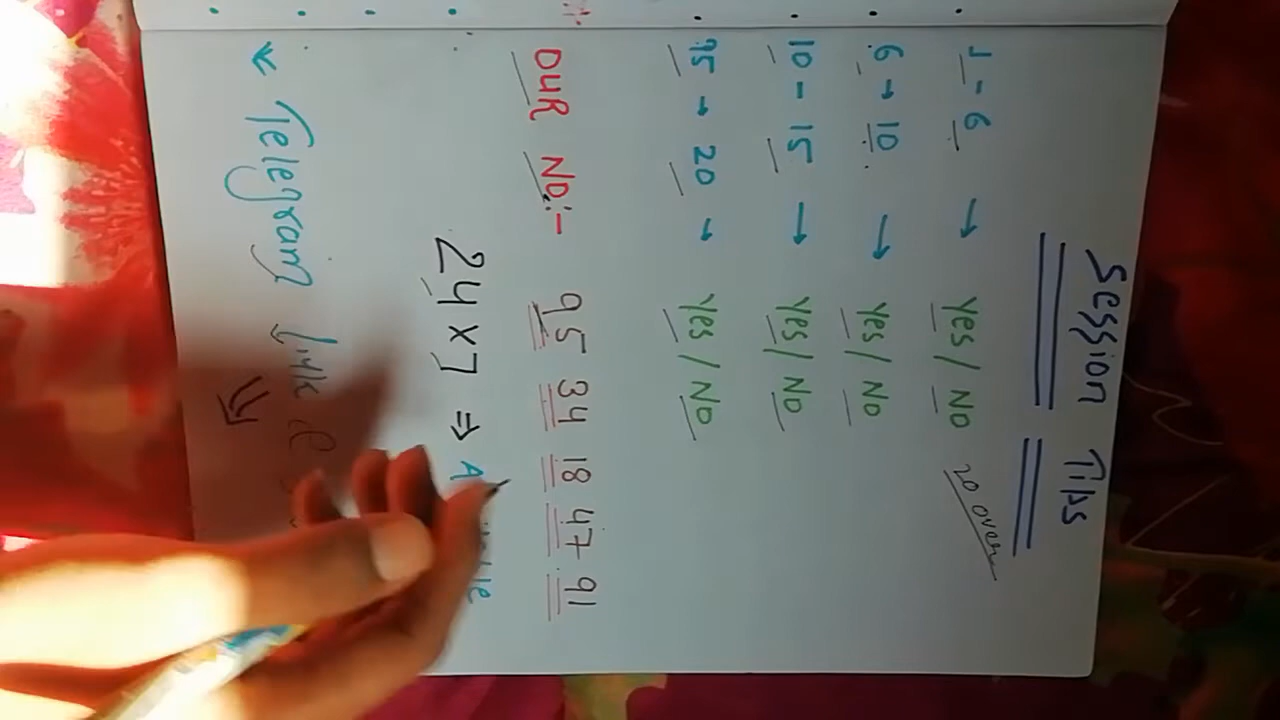 Session Tips
1 - 6 → Yes / No 20 over
6 → 10 → Yes / No
10 - 15 → Yes / No
95 → 20 → Yes / No
OUR No:- 95 34 18 47 91
24 x 7 ⇒
↓ Telegram Link